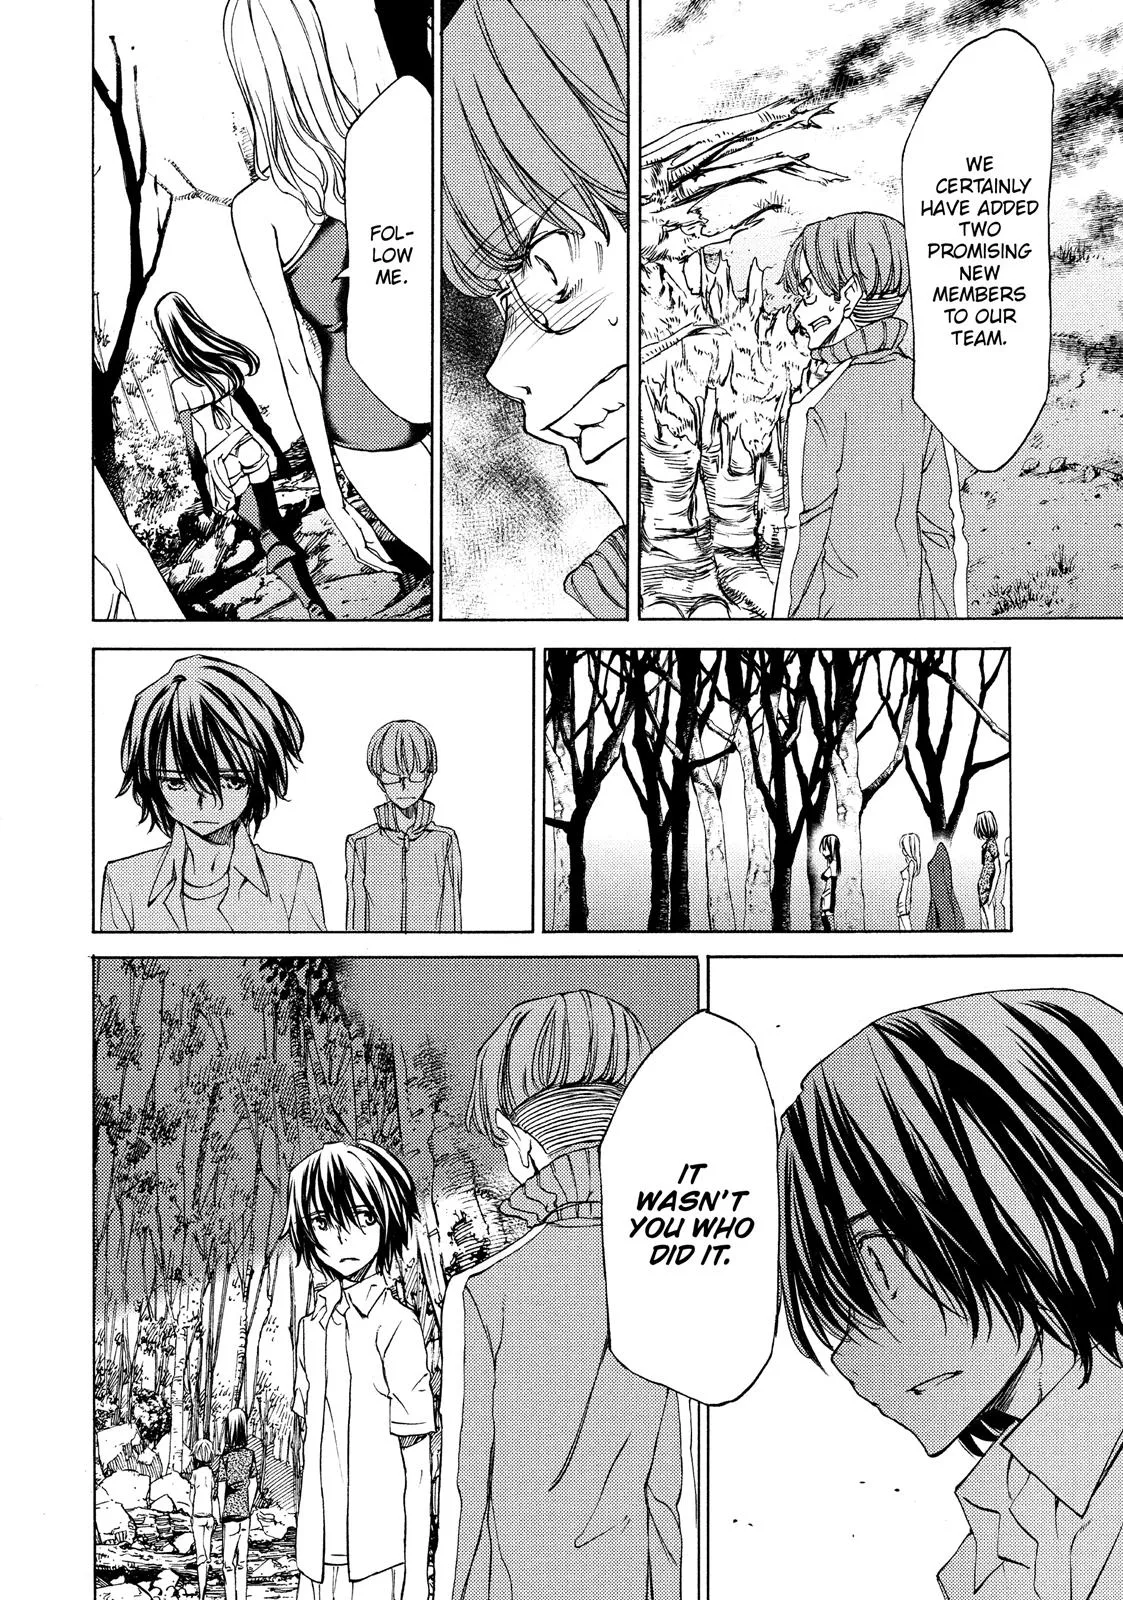 WE
CERTAINLY
HAVE ADDED
TWO
PROMISING
NEW
MEMBERS
TO OUR
TEAM.
FOL-
LOW
ME.
IT
WASN'T
YOU WHO
DID IT.